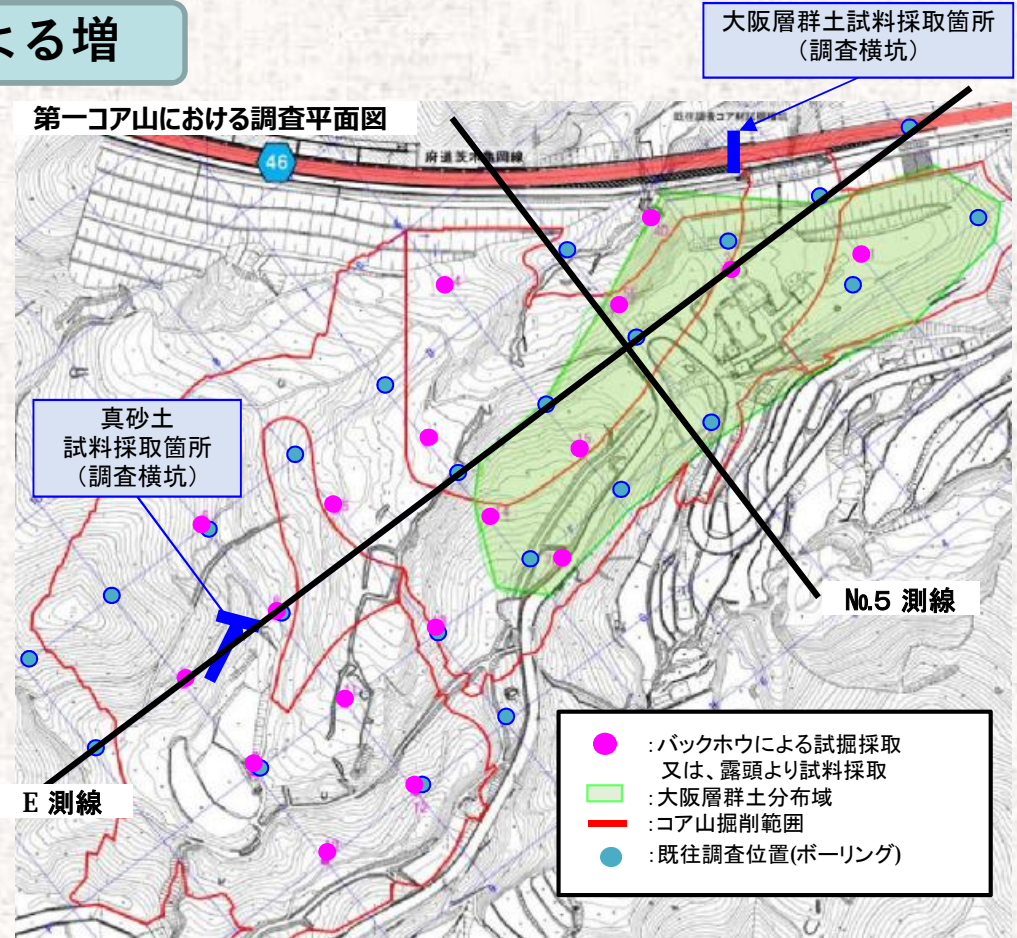 よる増
大阪層群土試料採取箇所
（調査横坑）
第一コア山における調査平面図
46
府道茨木亀岡線
真砂土
試料採取箇所
（調査横坑）
No.5 測線
E 測線
：バックホウによる試掘採取
又は、露頭より試料採取
：大阪層群土分布域
：コア山掘削範囲
：既往調査位置(ボーリング)